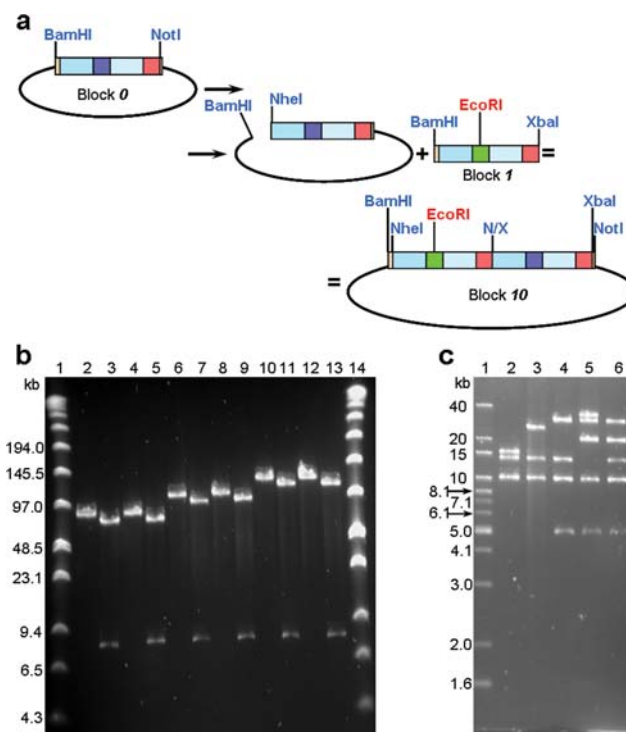 a
BamHI NotI
Block 0
BamHI
NheI
EcoRI
BamHI XbaI
+ =
Block 1
BamHI XbaI
EcoRI
NheI N/X NotI
=
Block 10
b
1 2 3 4 5 6 7 8 9 10 11 12 13 14
kb
194.0
145.5
97.0
48.5
23.1
9.4
6.5
4.3
c
1 2 3 4 5 6
kb
40
20
15
10
8.1
7.1
6.1
5.0
4.1
3.0
2.0
1.6